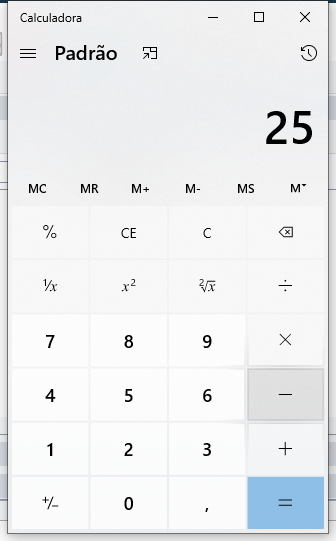 Calculadora
Padrão
25
MC MR M+ M- MS M˅
% CE C
¹/x x² ²√x ÷
7 8 9 ×
4 5 6 −
1 2 3 +
+/− 0 , =